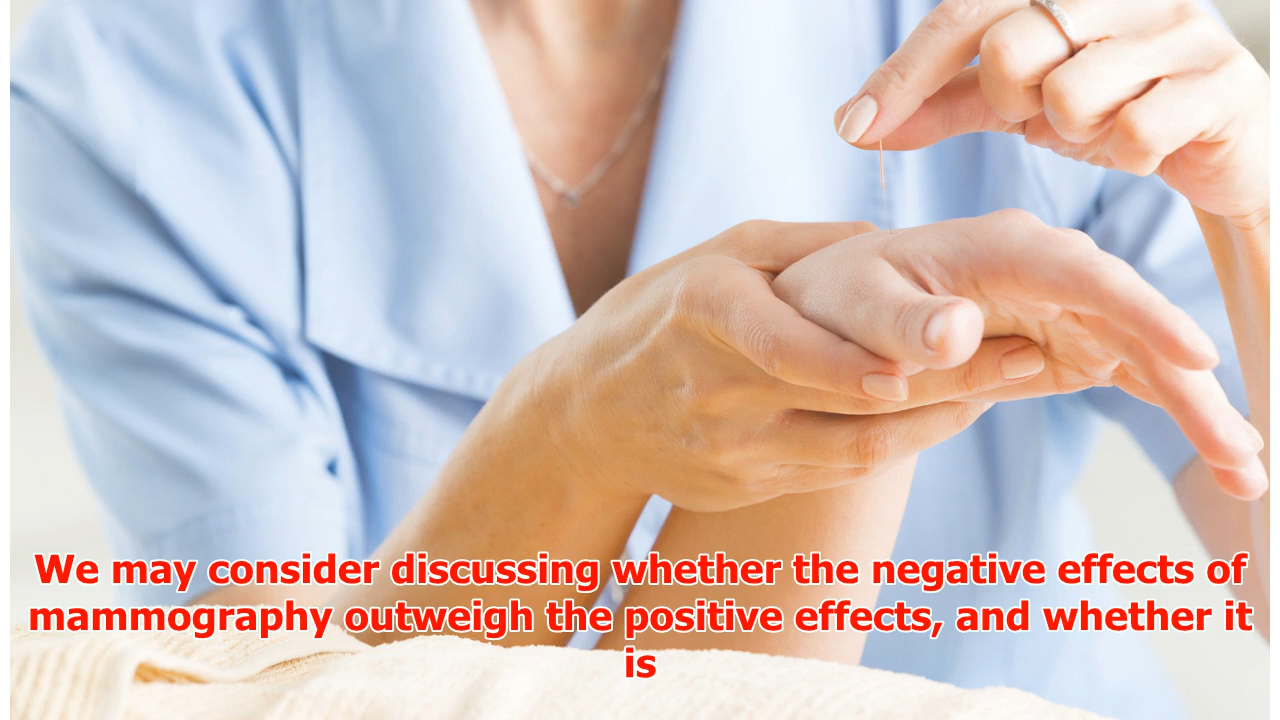 We may consider discussing whether the negative effects of
mammography outweigh the positive effects, and whether it
is